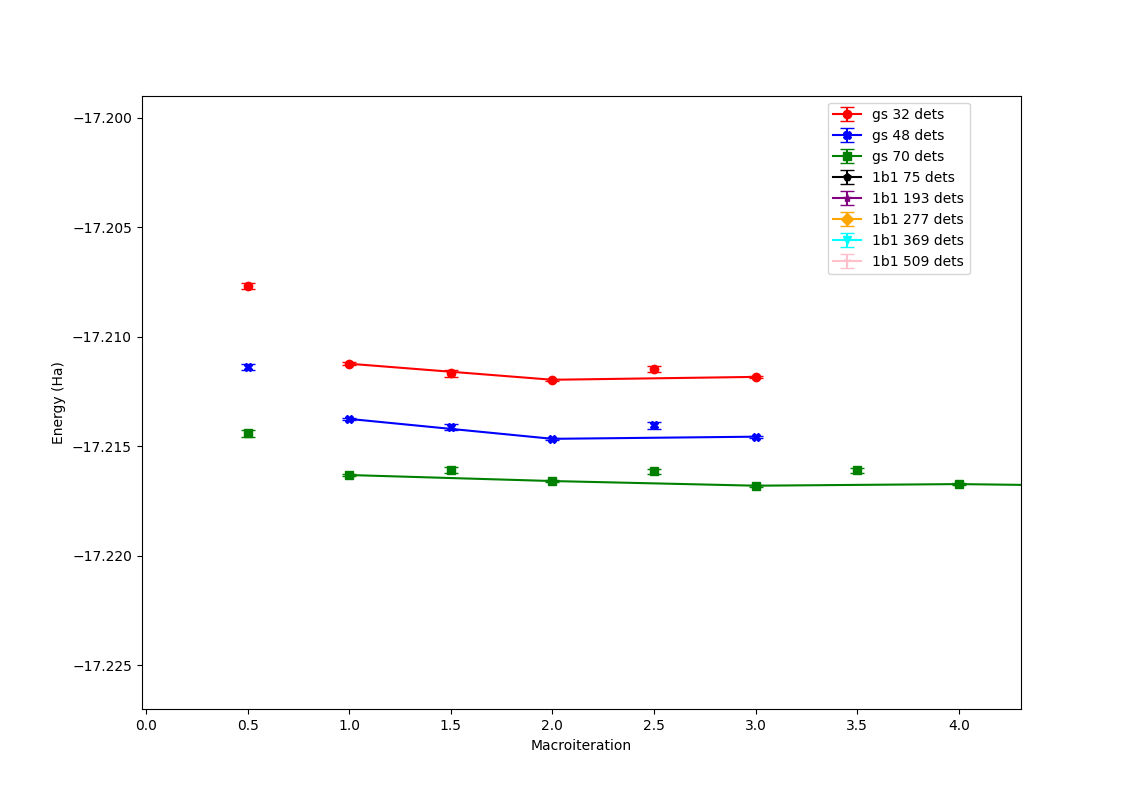 −17.200
−17.205
−17.210
−17.215
−17.220
−17.225
Energy (Ha)
0.0 0.5 1.0 1.5 2.0 2.5 3.0 3.5 4.0
Macroiteration
gs 32 dets
gs 48 dets
gs 70 dets
1b1 75 dets
1b1 193 dets
1b1 277 dets
1b1 369 dets
1b1 509 dets